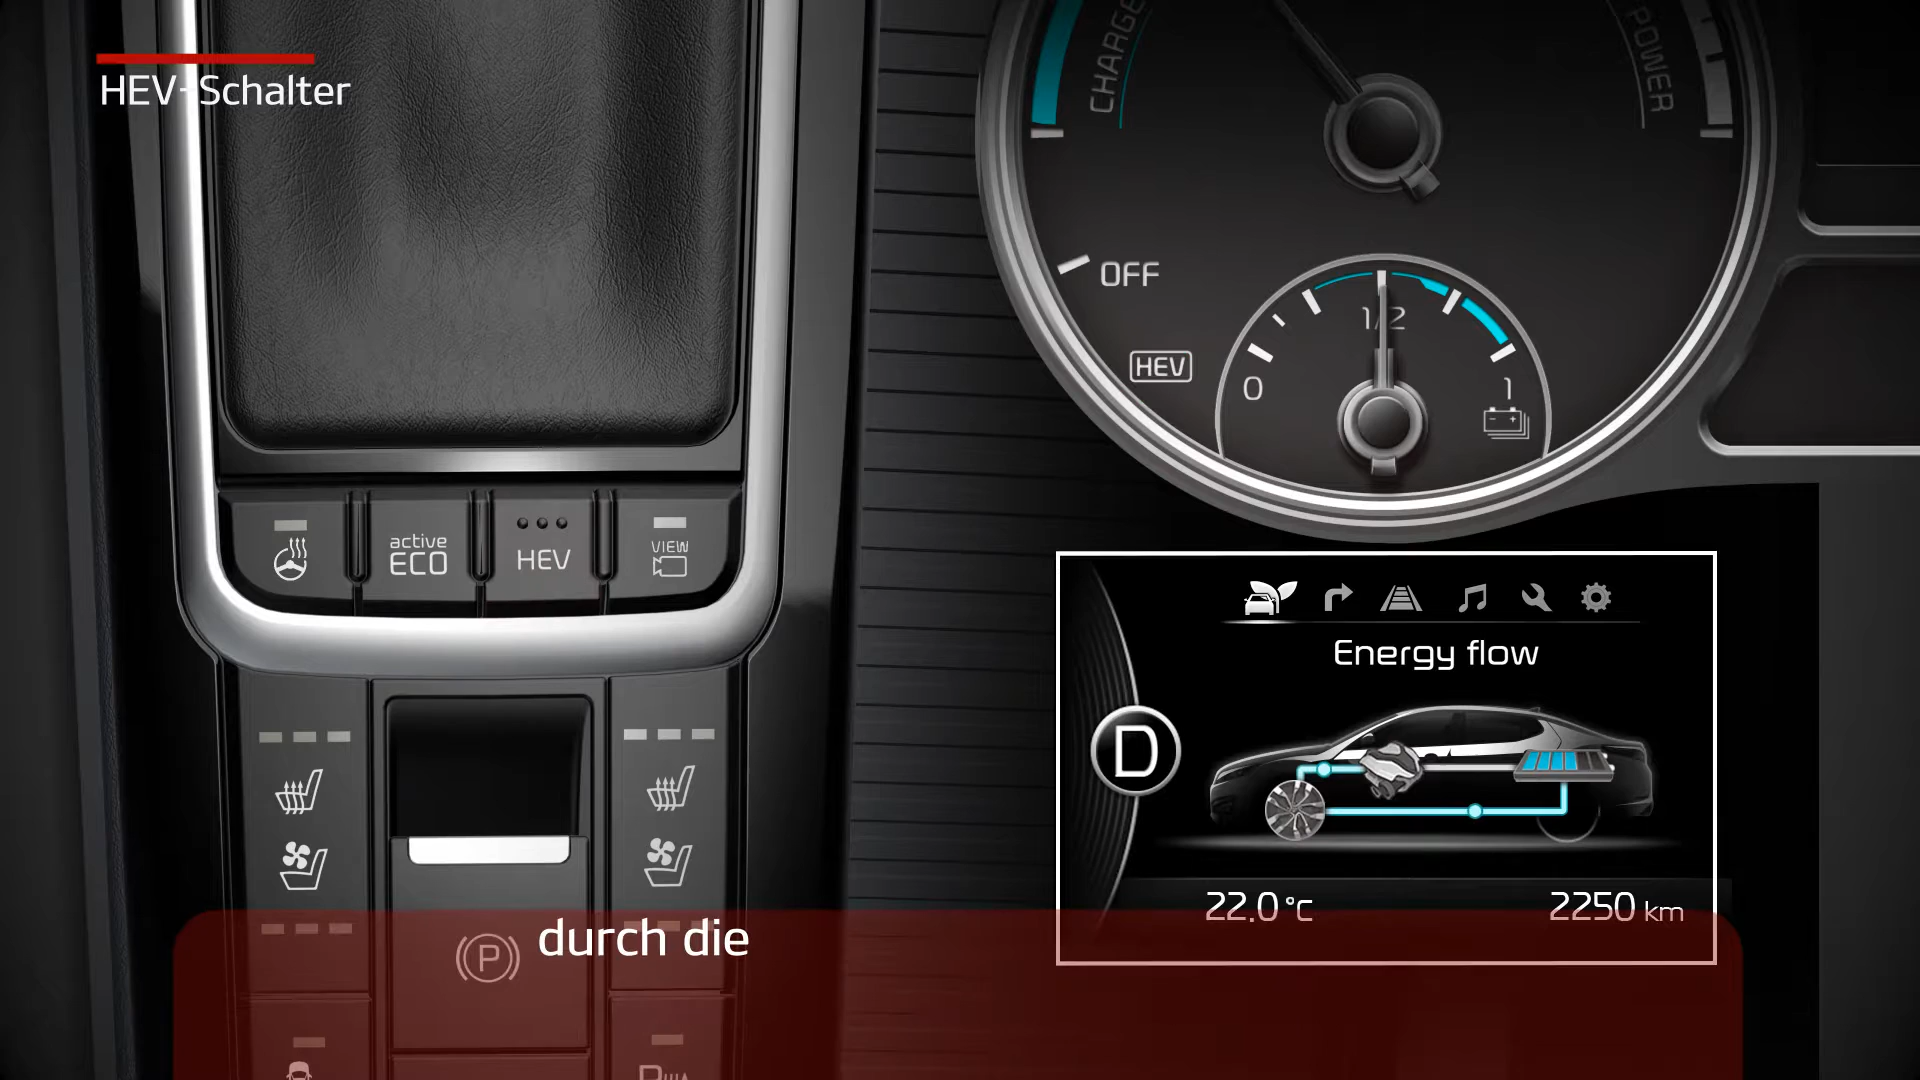 HEV-Schalter
CHARGE
POWER
OFF
HEV
0
1/2
1
active
ECO
HEV
VIEW
Energy flow
D
22.0 °C
2250 km
P
durch die
P